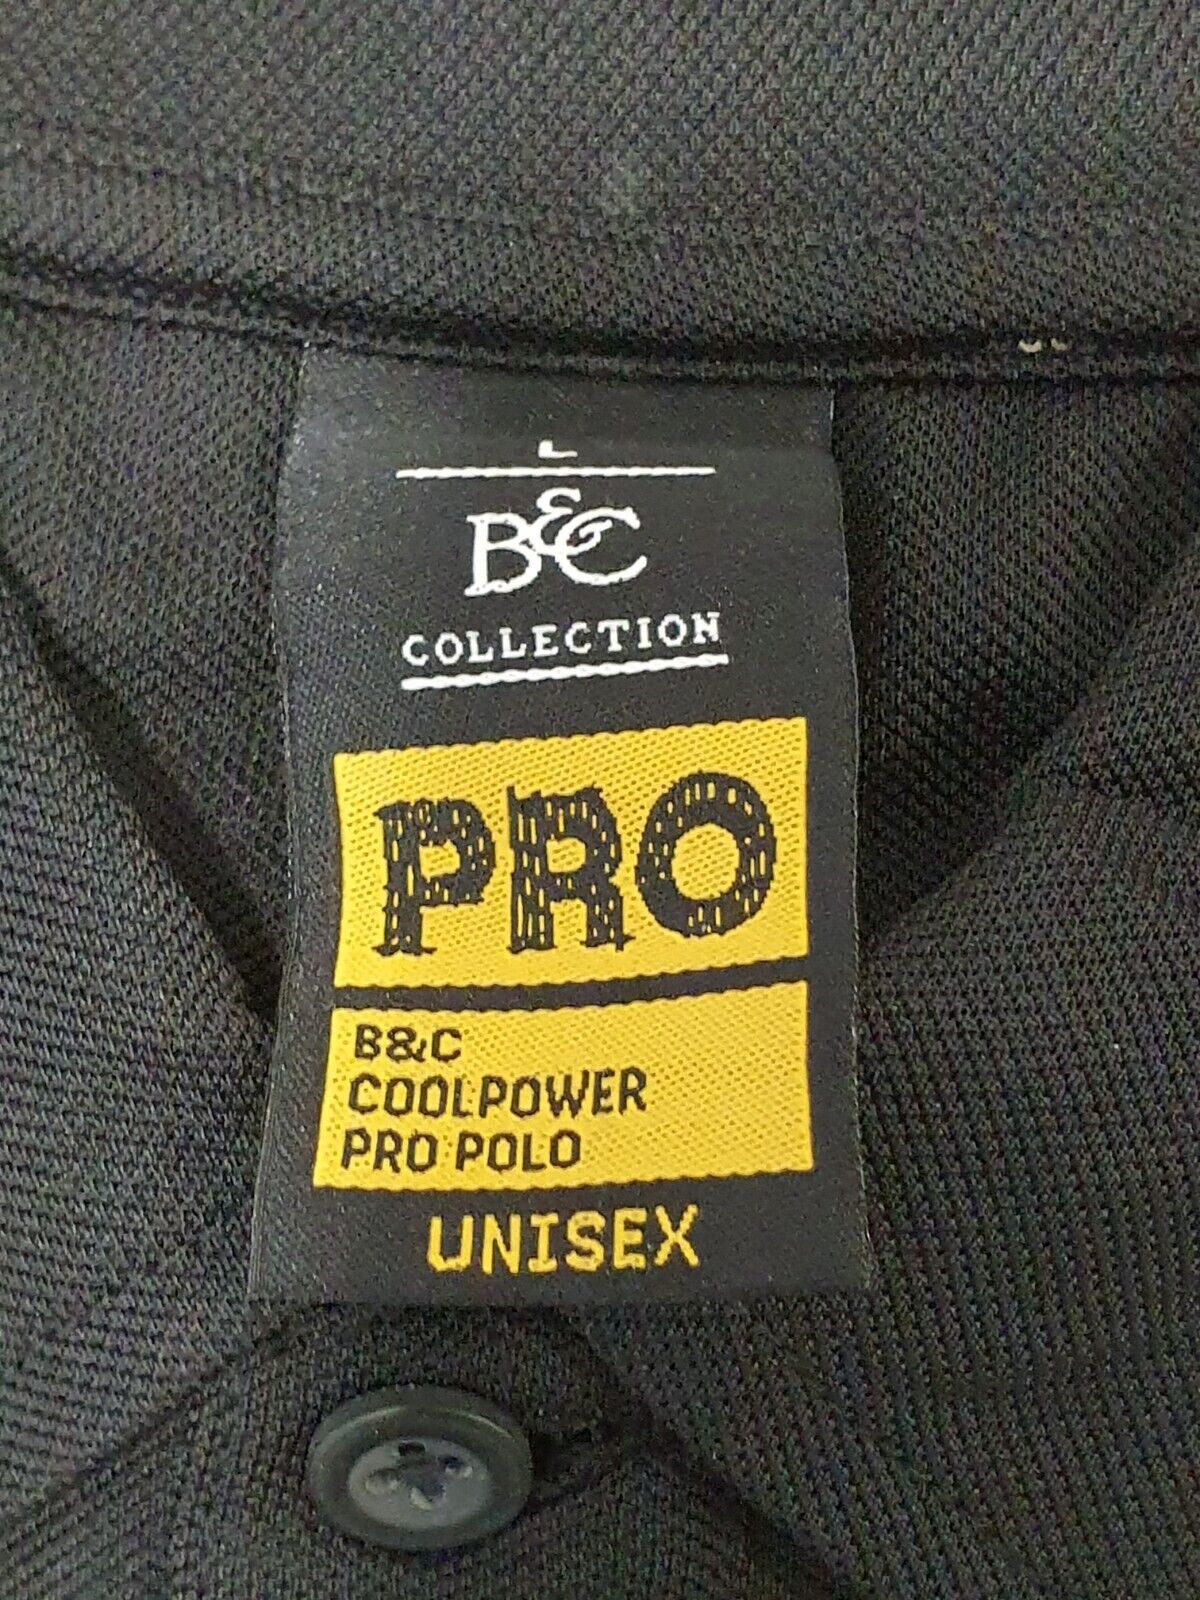 L
B&C
COLLECTION
PRO
B&C
COOLPOWER
PRO POLO
UNISEX